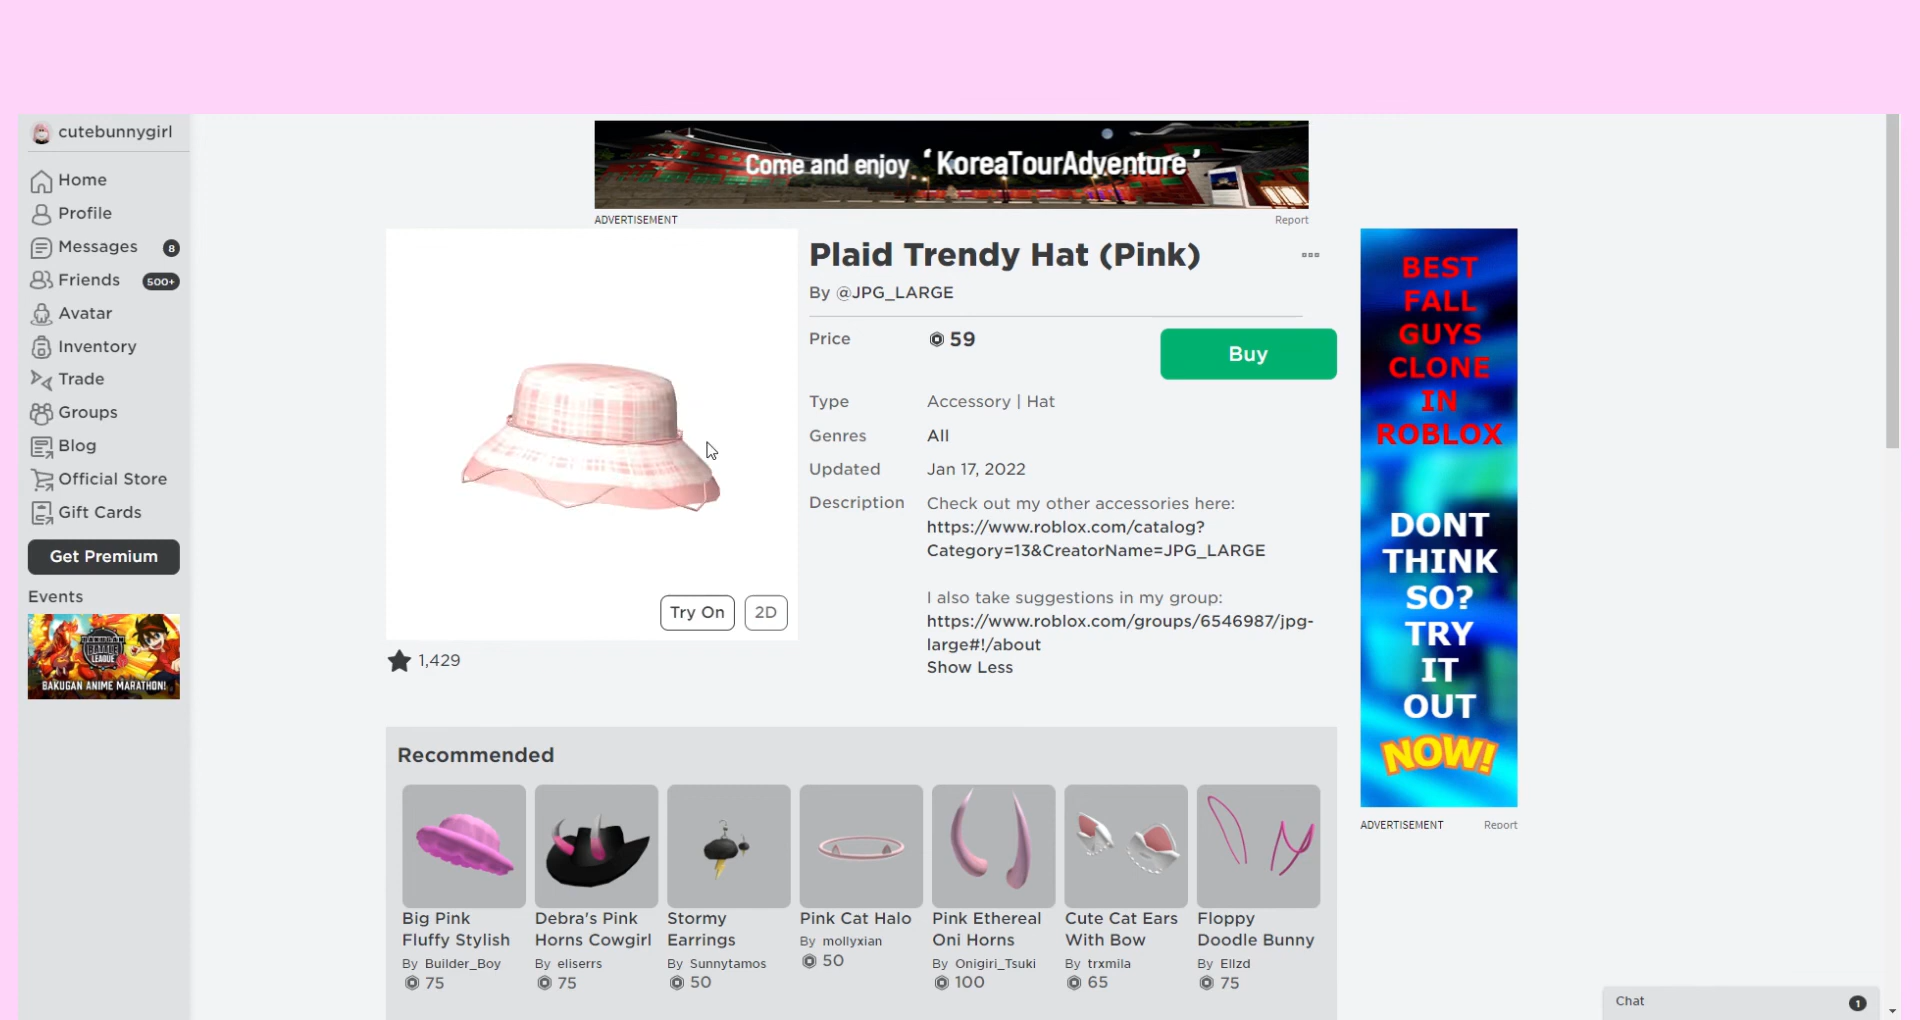 cutebunnygirl
Home
Profile
Messages 8
Friends 500+
Avatar
Inventory
Trade
Groups
Blog
Official Store
Gift Cards
Get Premium
Events
BAKUGAN
BATTLE
LEAGUE
BAKUGAN ANIME MARATHON!
Come and enjoy ‘KoreaTourAdventure’
ADVERTISEMENT Report
Plaid Trendy Hat (Pink)
By @JPG_LARGE
Price 59
Buy
Type Accessory | Hat
Genres All
Updated Jan 17, 2022
Description Check out my other accessories here:
https://www.roblox.com/catalog?
Category=13&CreatorName=JPG_LARGE
I also take suggestions in my group:
https://www.roblox.com/groups/6546987/jpg-
large#!/about
Show Less
Try On 2D
1,429
BEST
FALL
GUYS
CLONE
IN
ROBLOX
DONT
THINK
SO?
TRY
IT
OUT
NOW!
ADVERTISEMENT Report
Recommended
Big Pink
Fluffy Stylish
By Builder_Boy
75
Debra's Pink
Horns Cowgirl
By eliserrs
75
Stormy
Earrings
By Sunnytamos
50
Pink Cat Halo
By mollyxian
50
Pink Ethereal
Oni Horns
By Onigiri_Tsuki
100
Cute Cat Ears
With Bow
By trxmila
65
Floppy
Doodle Bunny
By Ellzd
75
Chat 1